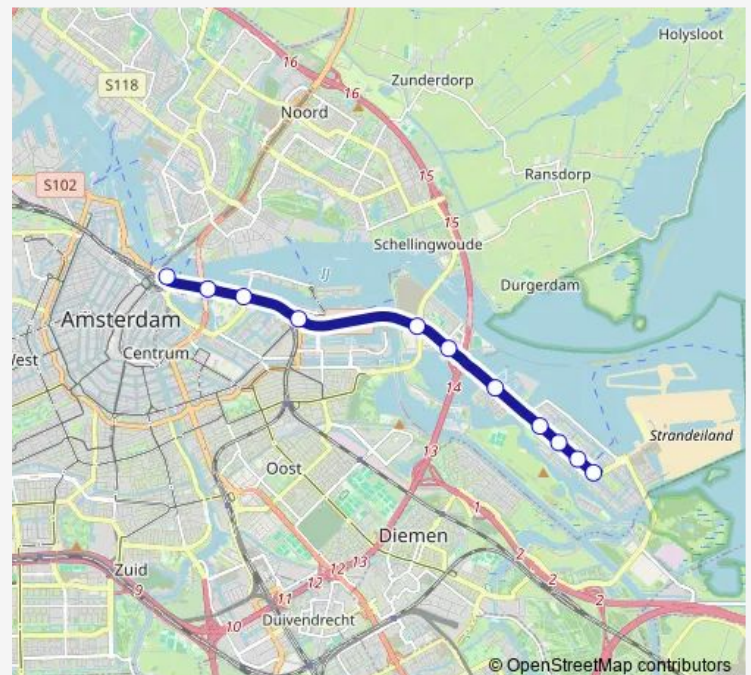 Holysloot
16
Zunderdorp
S118
16
Noord
15
Ransdorp
S102
15
Schellingwoude
IJ
Durgerdam
Amsterdam
Centrum
West
14
Strandeiland
13
Oost
1
Diemen
2
12 13
Zuid
12
2
9
11
2
10
Duivendrecht
© OpenStreetMap contributors